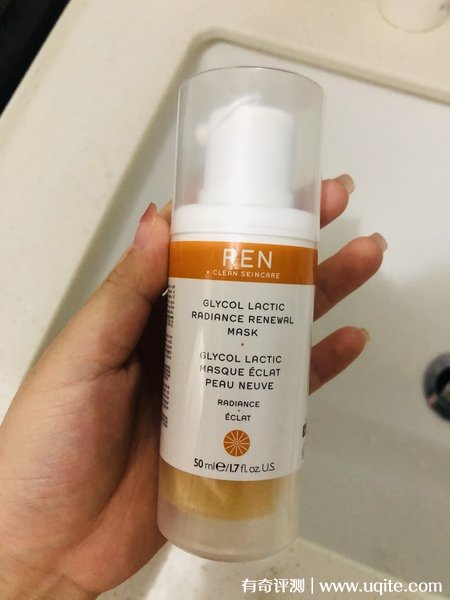 REN
CLEAN SKINCARE
GLYCOL LACTIC
RADIANCE RENEWAL
MASK
GLYCOL LACTIC
MASQUE ÉCLAT
PEAU NEUVE
RADIANCE
ÉCLAT
50 ml e/1.7 fl. oz. U.S.
有奇评测 | www.uqite.com